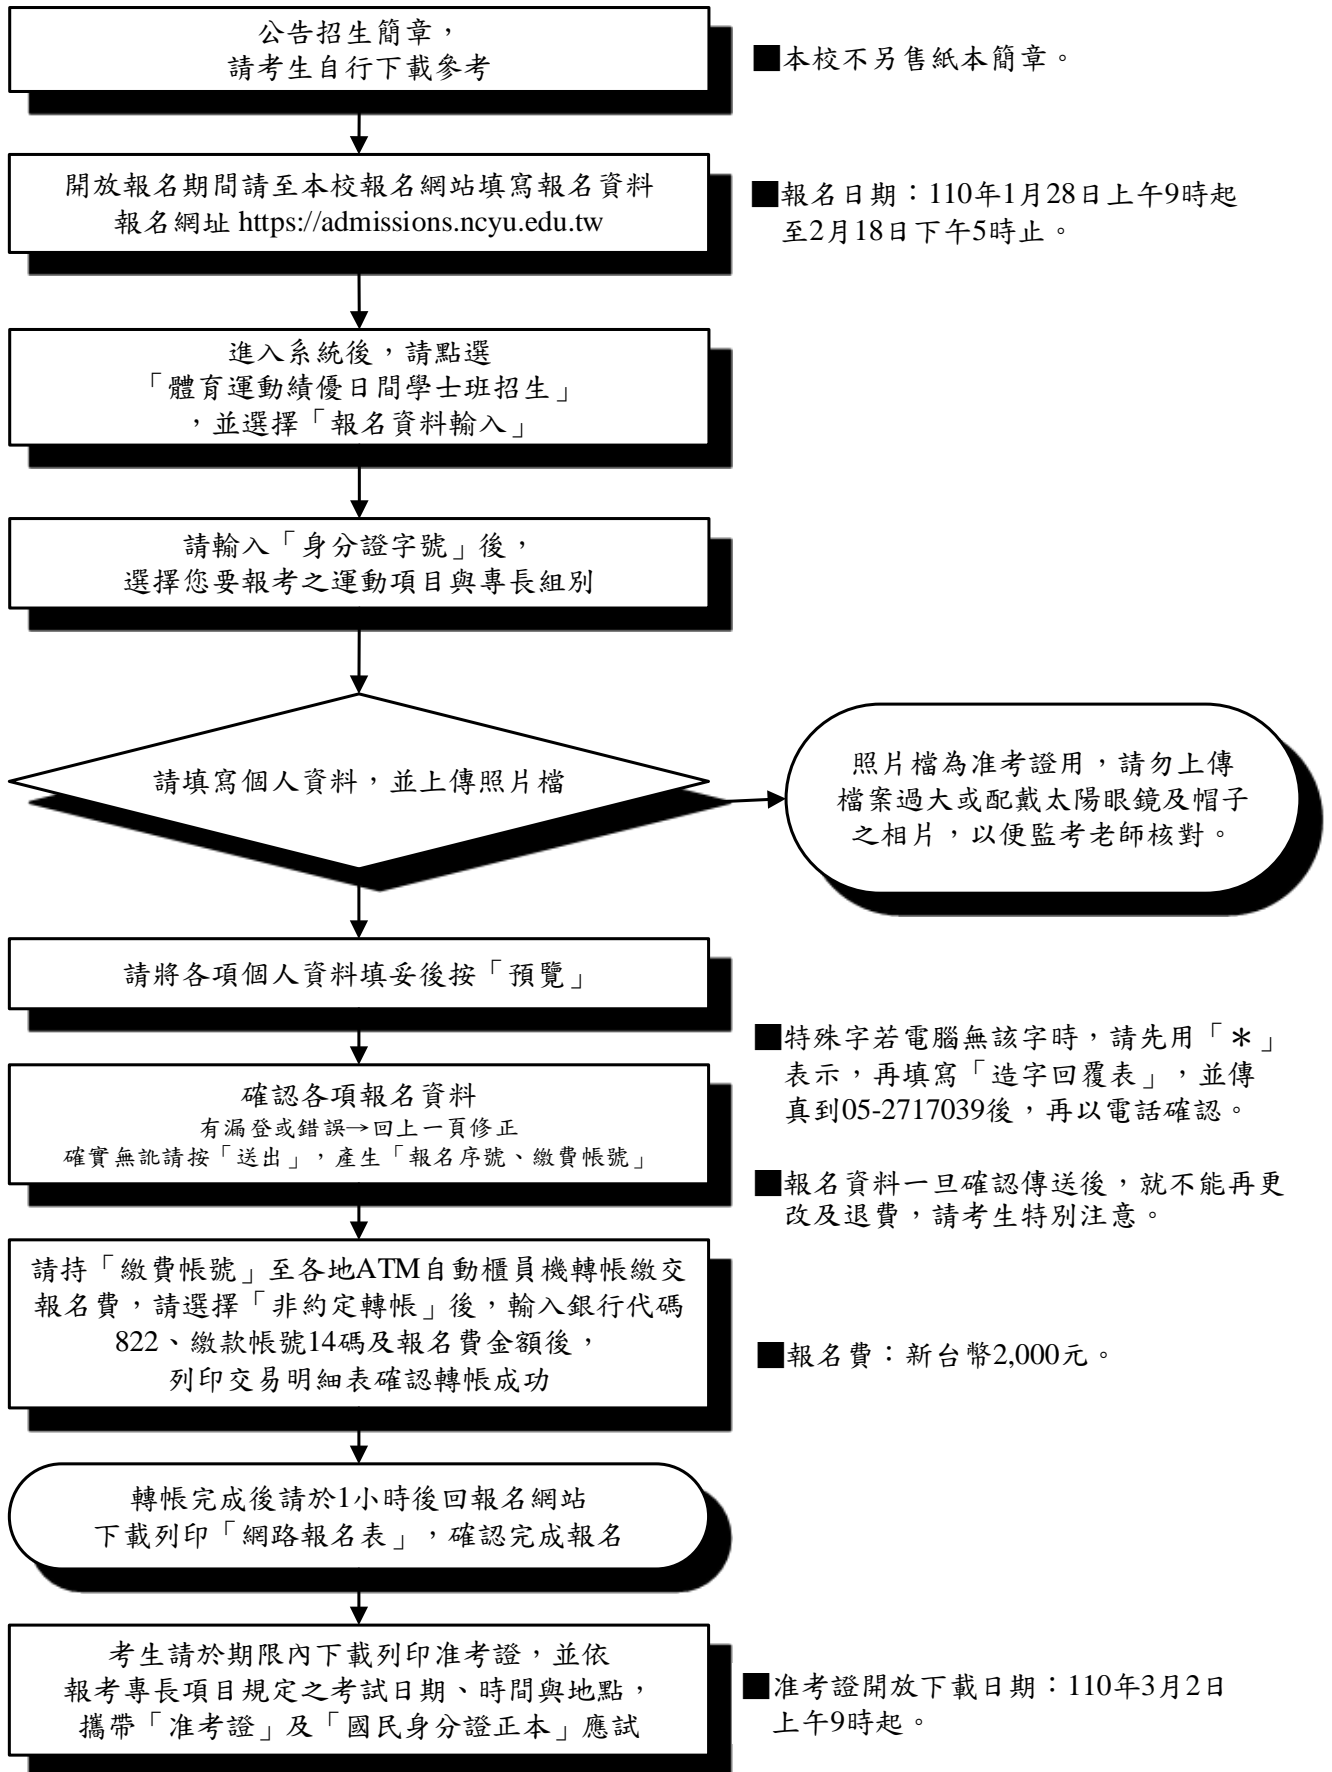 公告招生簡章，
請考生自行下載參考
■本校不另售紙本簡章。
開放報名期間請至本校報名網站填寫報名資料
報名網址 https://admissions.ncyu.edu.tw
■報名日期：110年1月28日上午9時起
至2月18日下午5時止。
進入系統後，請點選
「體育運動績優日間學士班招生」
，並選擇「報名資料輸入」
請輸入「身分證字號」後，
選擇您要報考之運動項目與專長組別
請填寫個人資料，並上傳照片檔
照片檔為准考證用，請勿上傳
檔案過大或配戴太陽眼鏡及帽子
之相片，以便監考老師核對。
請將各項個人資料填妥後按「預覽」
■特殊字若電腦無該字時，請先用「＊」
表示，再填寫「造字回覆表」，並傳
真到05-2717039後，再以電話確認。
確認各項報名資料
有漏登或錯誤→回上一頁修正
確實無訛請按「送出」，產生「報名序號、繳費帳號」
■報名資料一旦確認傳送後，就不能再更
改及退費，請考生特別注意。
請持「繳費帳號」至各地ATM自動櫃員機轉帳繳交
報名費，請選擇「非約定轉帳」後，輸入銀行代碼
822、繳款帳號14碼及報名費金額後，
列印交易明細表確認轉帳成功
■報名費：新台幣2,000元。
轉帳完成後請於1小時後回報名網站
下載列印「網路報名表」，確認完成報名
考生請於期限內下載列印准考證，並依
報考專長項目規定之考試日期、時間與地點，
攜帶「准考證」及「國民身分證正本」應試
■准考證開放下載日期：110年3月2日
上午9時起。